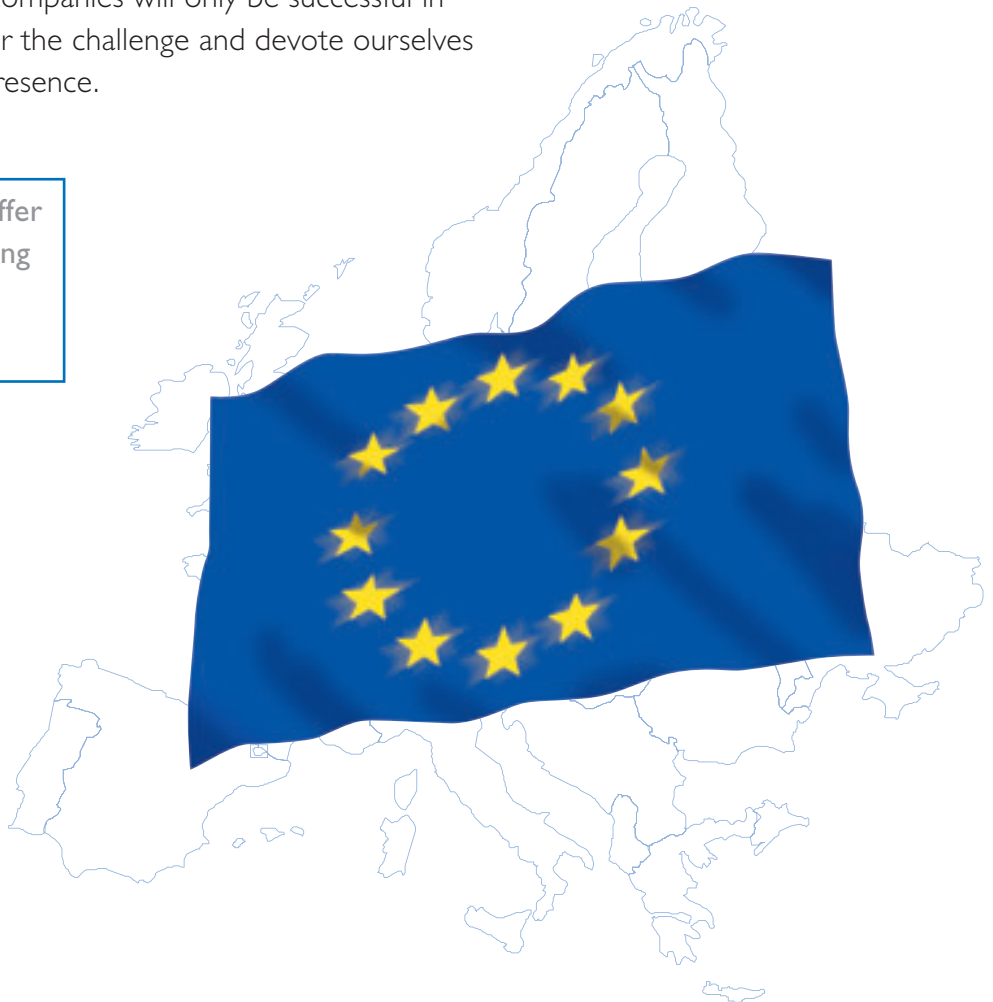 ompanies will only be successful in
r the challenge and devote ourselves
resence.
ffer
ng